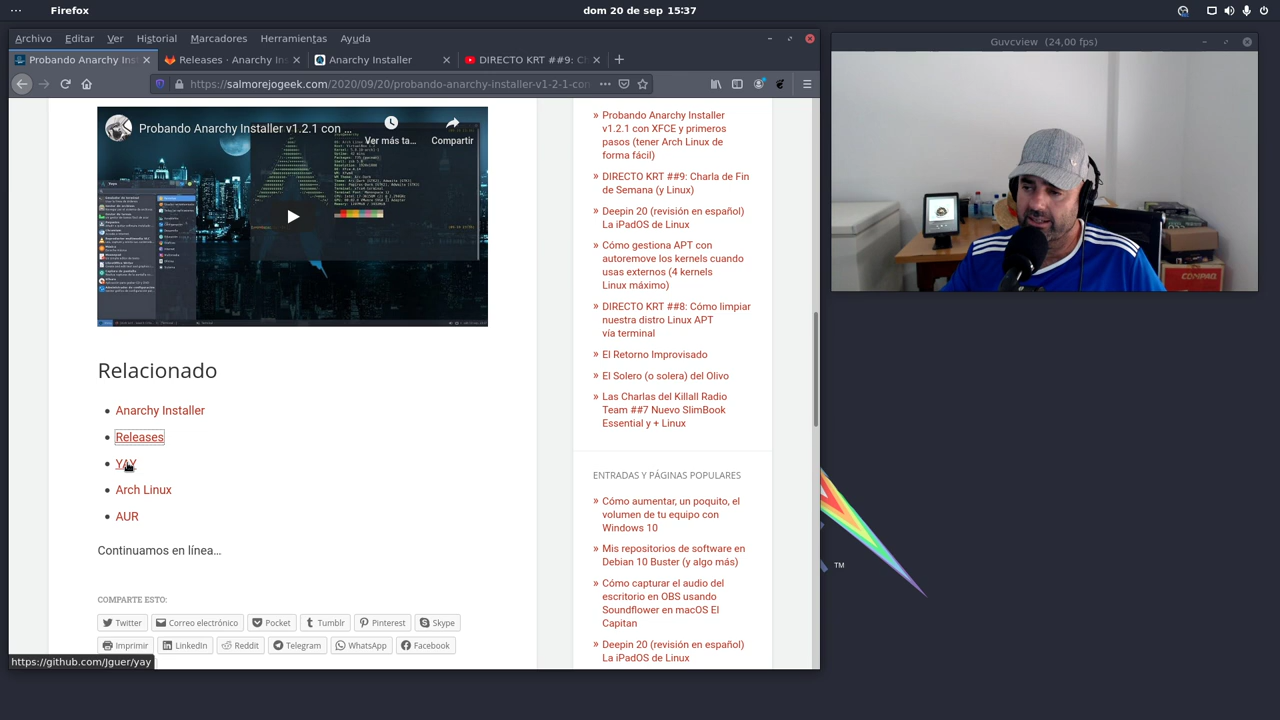 Firefox
dom 20 de sep 15:37
Archivo Editar Ver Historial Marcadores Herramientas Ayuda
Probando Anarchy Ins
Releases · Anarchy Ins
Anarchy Installer
DIRECTO KRT ##9: C
https://salmorejogeek.com/2020/09/20/probando-anarchy-installer-v1-2-1-con
Guvcview (24,00 fps)
COMPAQ
Probando Anarchy Installer v1.2.1 con ...
Ver más ta...
Compartir
Relacionado
Anarchy Installer
Releases
YAY
Arch Linux
AUR
Continuamos en línea...
COMPARTE ESTO:
Twitter
Correo electrónico
Pocket
Tumblr
Pinterest
Skype
Imprimir
LinkedIn
Reddit
Telegram
WhatsApp
Facebook
https://github.com/Jguer/yay
» Probando Anarchy Installer
v1.2.1 con XFCE y primeros
pasos (tener Arch Linux de
forma fácil)
» DIRECTO KRT ##9: Charla de Fin
de Semana (y Linux)
» Deepin 20 (revisión en español)
La iPadOS de Linux
» Cómo gestiona APT con
autoremove los kernels cuando
usas externos (4 kernels
Linux máximo)
» DIRECTO KRT ##8: Cómo limpiar
nuestra distro Linux APT
vía terminal
» El Retorno Improvisado
» El Solero (o solera) del Olivo
» Las Charlas del Killall Radio
Team ##7 Nuevo SlimBook
Essential y + Linux
ENTRADAS Y PÁGINAS POPULARES
» Cómo aumentar, un poquito, el
volumen de tu equipo con
Windows 10
» Mis repositorios de software en
Debian 10 Buster (y algo más)
» Cómo capturar el audio del
escritorio en OBS usando
Soundflower en macOS El
Capitan
» Deepin 20 (revisión en español)
La iPadOS de Linux
TM